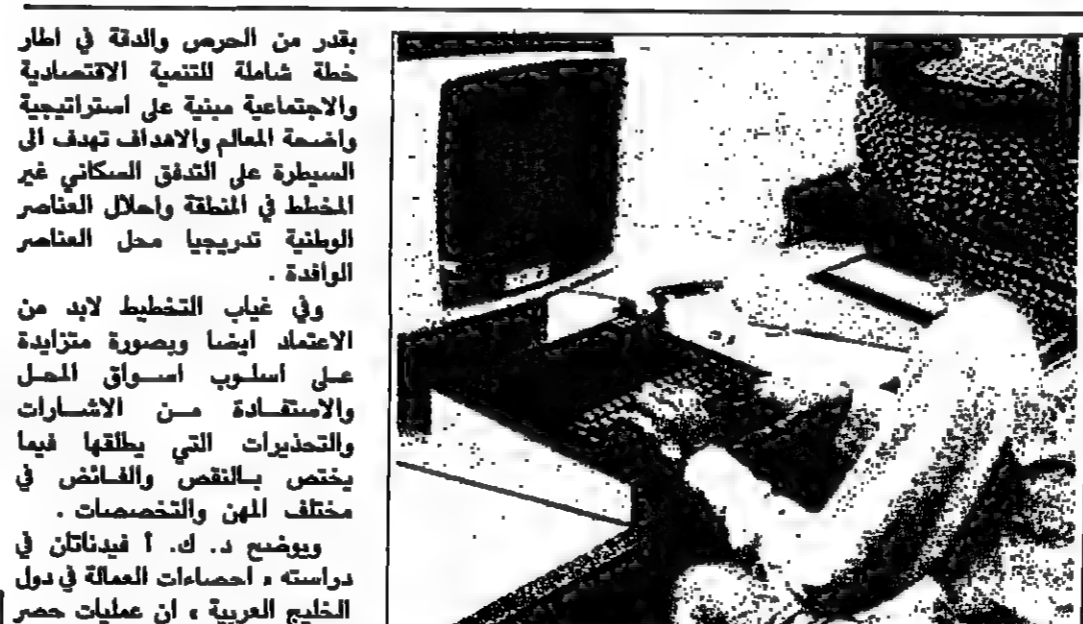 بقدر من الحرص والدقة في اطار
خطة شاملة للتنمية الاقتصادية
والاجتماعية مبنية على استراتيجية
واضحة المعالم والاهداف تهدف الى
السيطرة على التدفق السكاني غير
المخطط في المنطقة واحلال العناصر
الوطنية تدريجيا محل العناصر
الوافدة .
وفي غياب التخطيط لابد من
الاعتماد ايضا وبصورة متزايدة
على أسلوب اسواق العمل
والاستفادة من الاشارات
والتحذيرات التي يطلقها فيما
يختص بالنقص والفائض في
مختلف المهن والتخصصات .
ويوضح د. ك. أ فيدناتان في
دراسته « احصاءات العمالة في دول
الخليج العربية » ان عمليات حصر